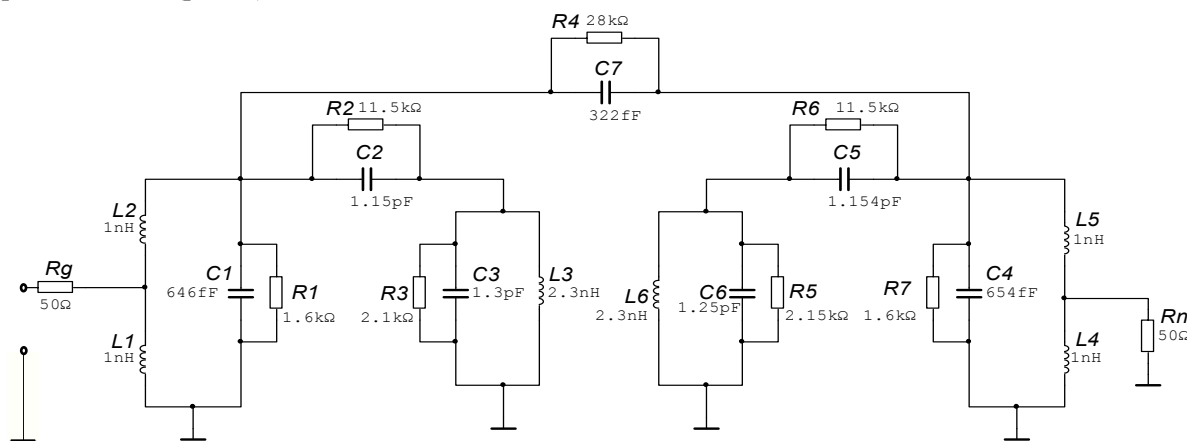 R4 28kΩ
C7
322fF
R2 11.5kΩ
C2
1.15pF
R6 11.5kΩ
C5
1.154pF
L2
1nH
L5
1nH
Rg
50Ω
C1
646fF
R1
1.6kΩ
R3
2.1kΩ
C3
1.3pF
L3
2.3nH
L6
2.3nH
C6
1.25pF
R5
2.15kΩ
R7
1.6kΩ
C4
654fF
Rn
50Ω
L1
1nH
L4
1nH